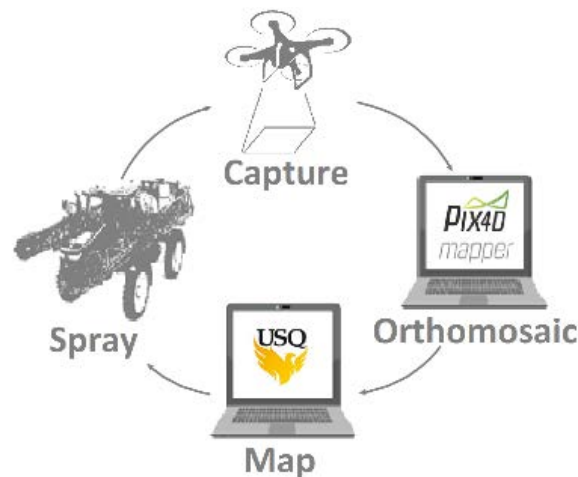 Capture
PIX4D
mapper
Orthomosaic
USQ
Map
Spray